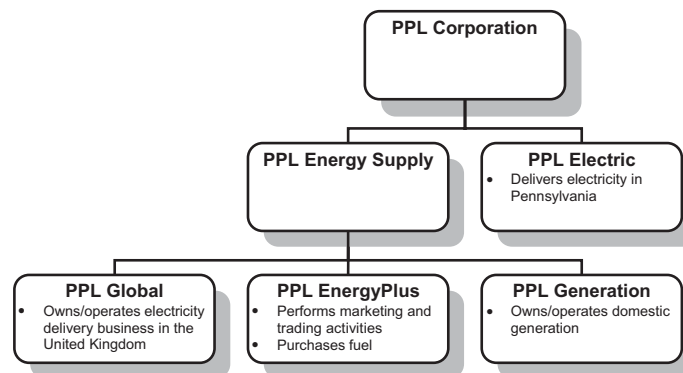 PPL Corporation
PPL Energy Supply
PPL Electric
• Delivers electricity in
Pennsylvania
PPL Global
• Owns/operates electricity
delivery business in the
United Kingdom
PPL EnergyPlus
• Performs marketing and
trading activities
• Purchases fuel
PPL Generation
• Owns/operates domestic
generation